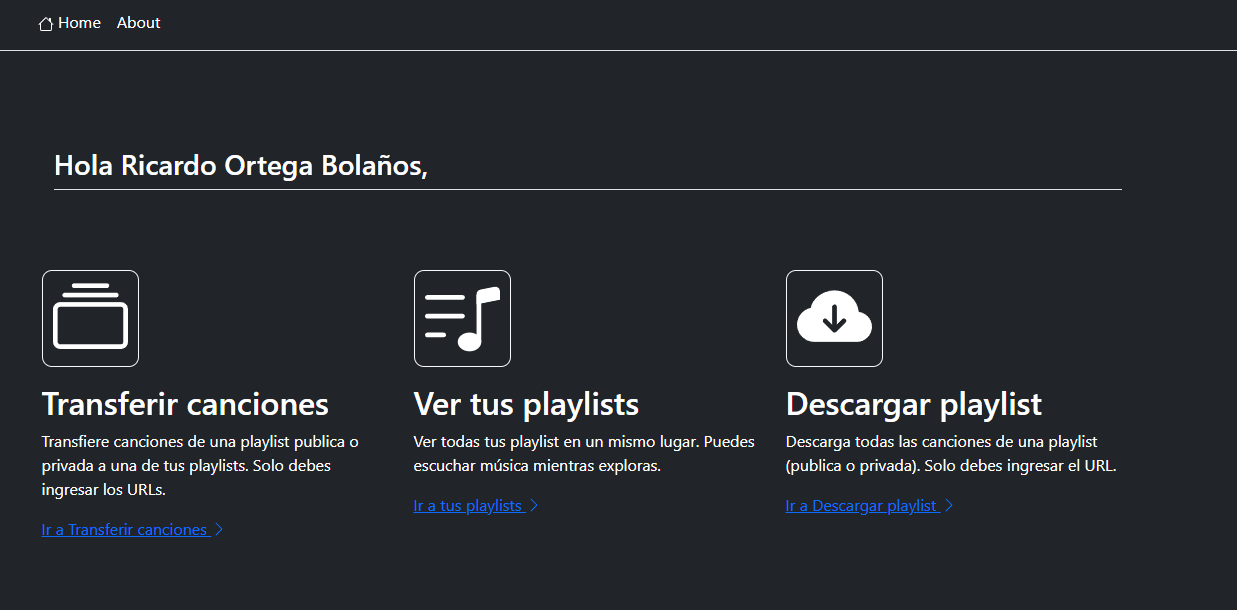 Home About
Hola Ricardo Ortega Bolaños,
Transferir canciones
Transfiere canciones de una playlist publica o
privada a una de tus playlists. Solo debes
ingresar los URLs.
Ir a Transferir canciones
Ver tus playlists
Ver todas tus playlist en un mismo lugar. Puedes
escuchar música mientras exploras.
Ir a tus playlists
Descargar playlist
Descarga todas las canciones de una playlist
(publica o privada). Solo debes ingresar el URL.
Ir a Descargar playlist